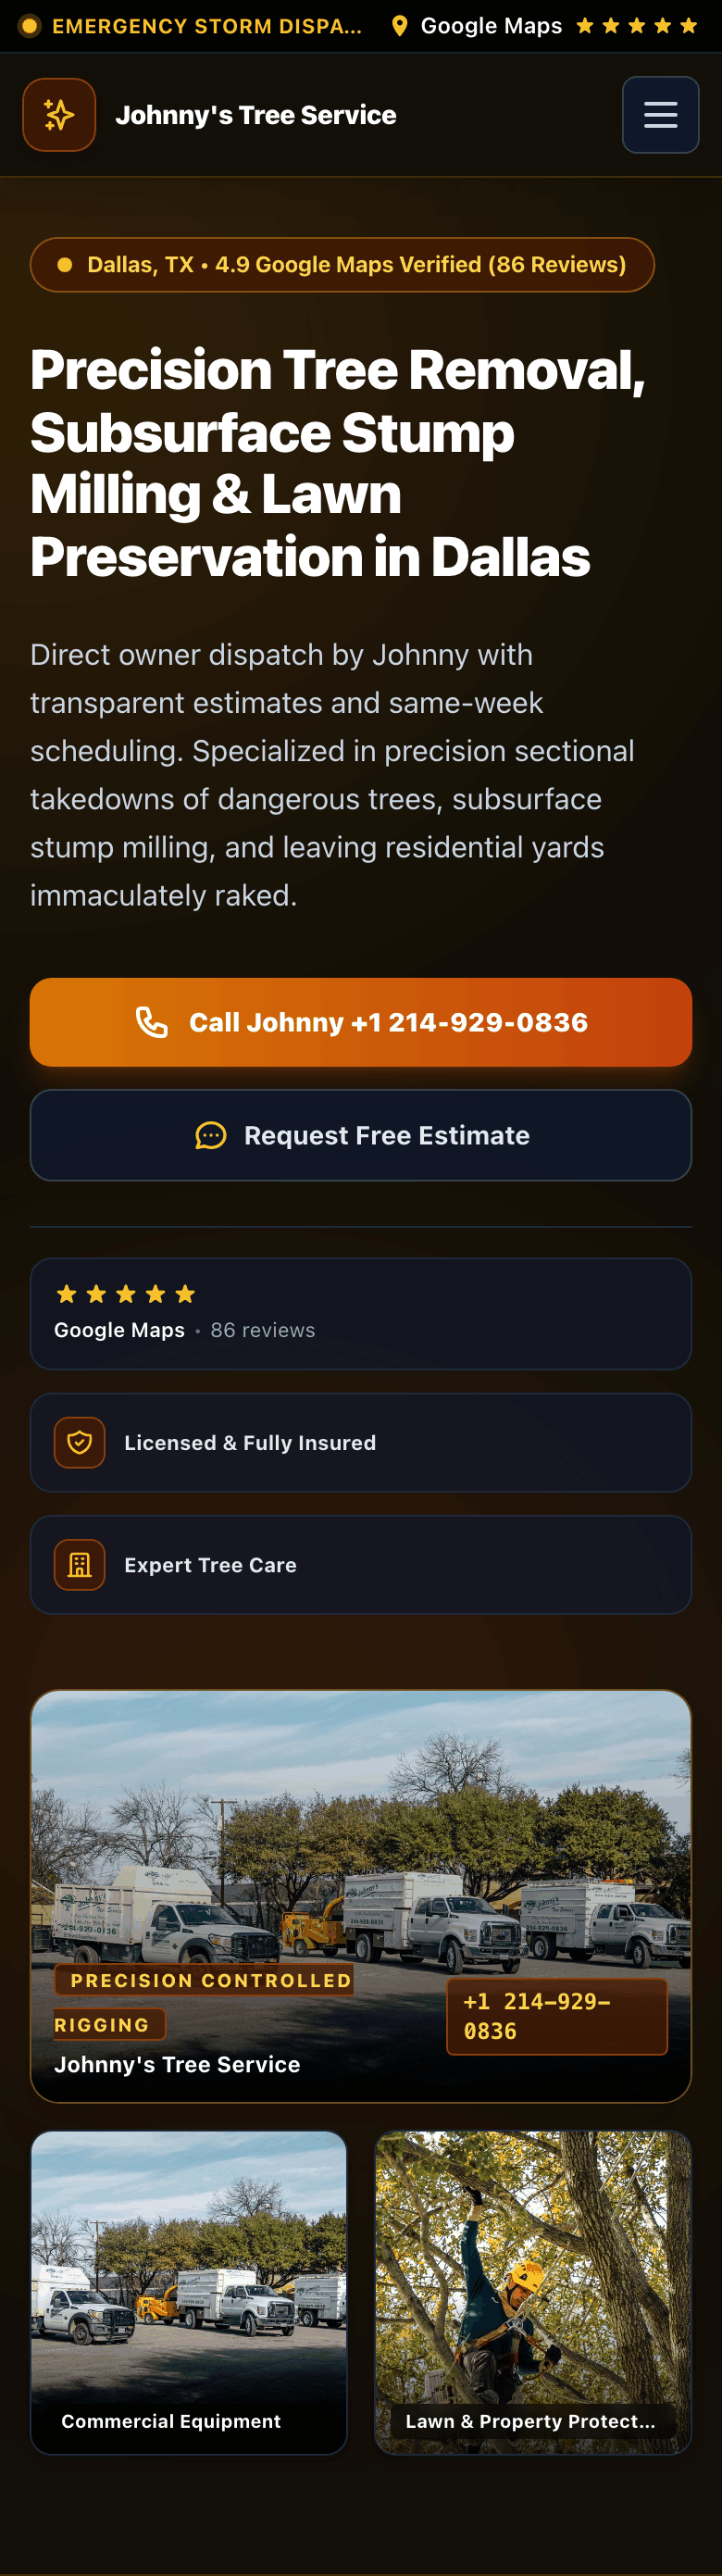 EMERGENCY STORM DISPA... Google Maps
Johnny's Tree Service
Dallas, TX • 4.9 Google Maps Verified (86 Reviews)
Precision Tree Removal,
Subsurface Stump
Milling & Lawn
Preservation in Dallas
Direct owner dispatch by Johnny with
transparent estimates and same-week
scheduling. Specialized in precision sectional
takedowns of dangerous trees, subsurface
stump milling, and leaving residential yards
immaculately raked.
Call Johnny +1 214-929-0836
Request Free Estimate
Google Maps • 86 reviews
Licensed & Fully Insured
Expert Tree Care
PRECISION CONTROLLED
RIGGING
Johnny's Tree Service
+1 214-929-
0836
Commercial Equipment
Lawn & Property Protect...